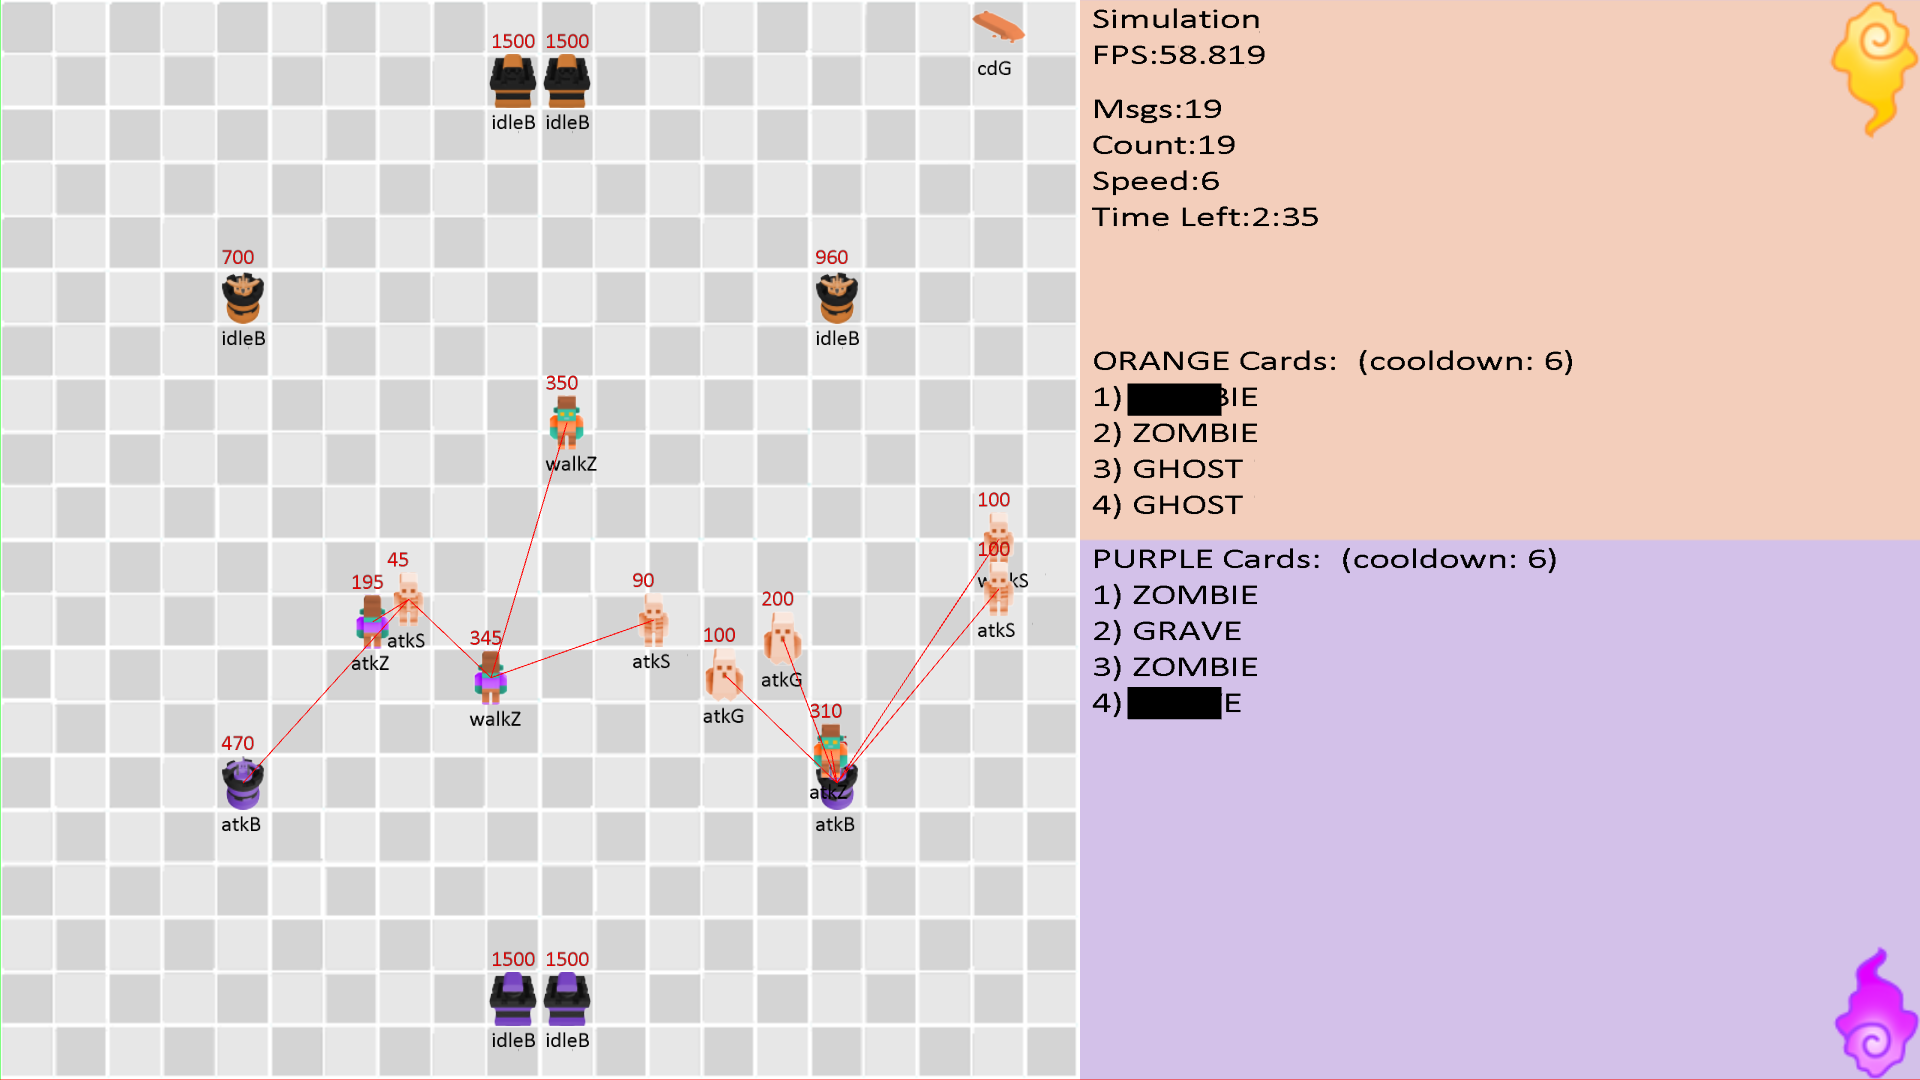 1500 1500
cdG
idleB idleB
700
960
idleB
idleB
350
walkZ
100
45
100
195
90
walkS
200
345
100
atkS
atkS
atkZ
atkS
atkG
310
atkG
walkZ
470
atkZ
atkB
atkB
1500 1500
idleB idleB
Simulation
FPS:58.819
Msgs:19
Count:19
Speed:6
Time Left:2:35
ORANGE Cards: (cooldown: 6)
1) BIE
2) ZOMBIE
3) GHOST
4) GHOST
PURPLE Cards: (cooldown: 6)
1) ZOMBIE
2) GRAVE
3) ZOMBIE
4) E